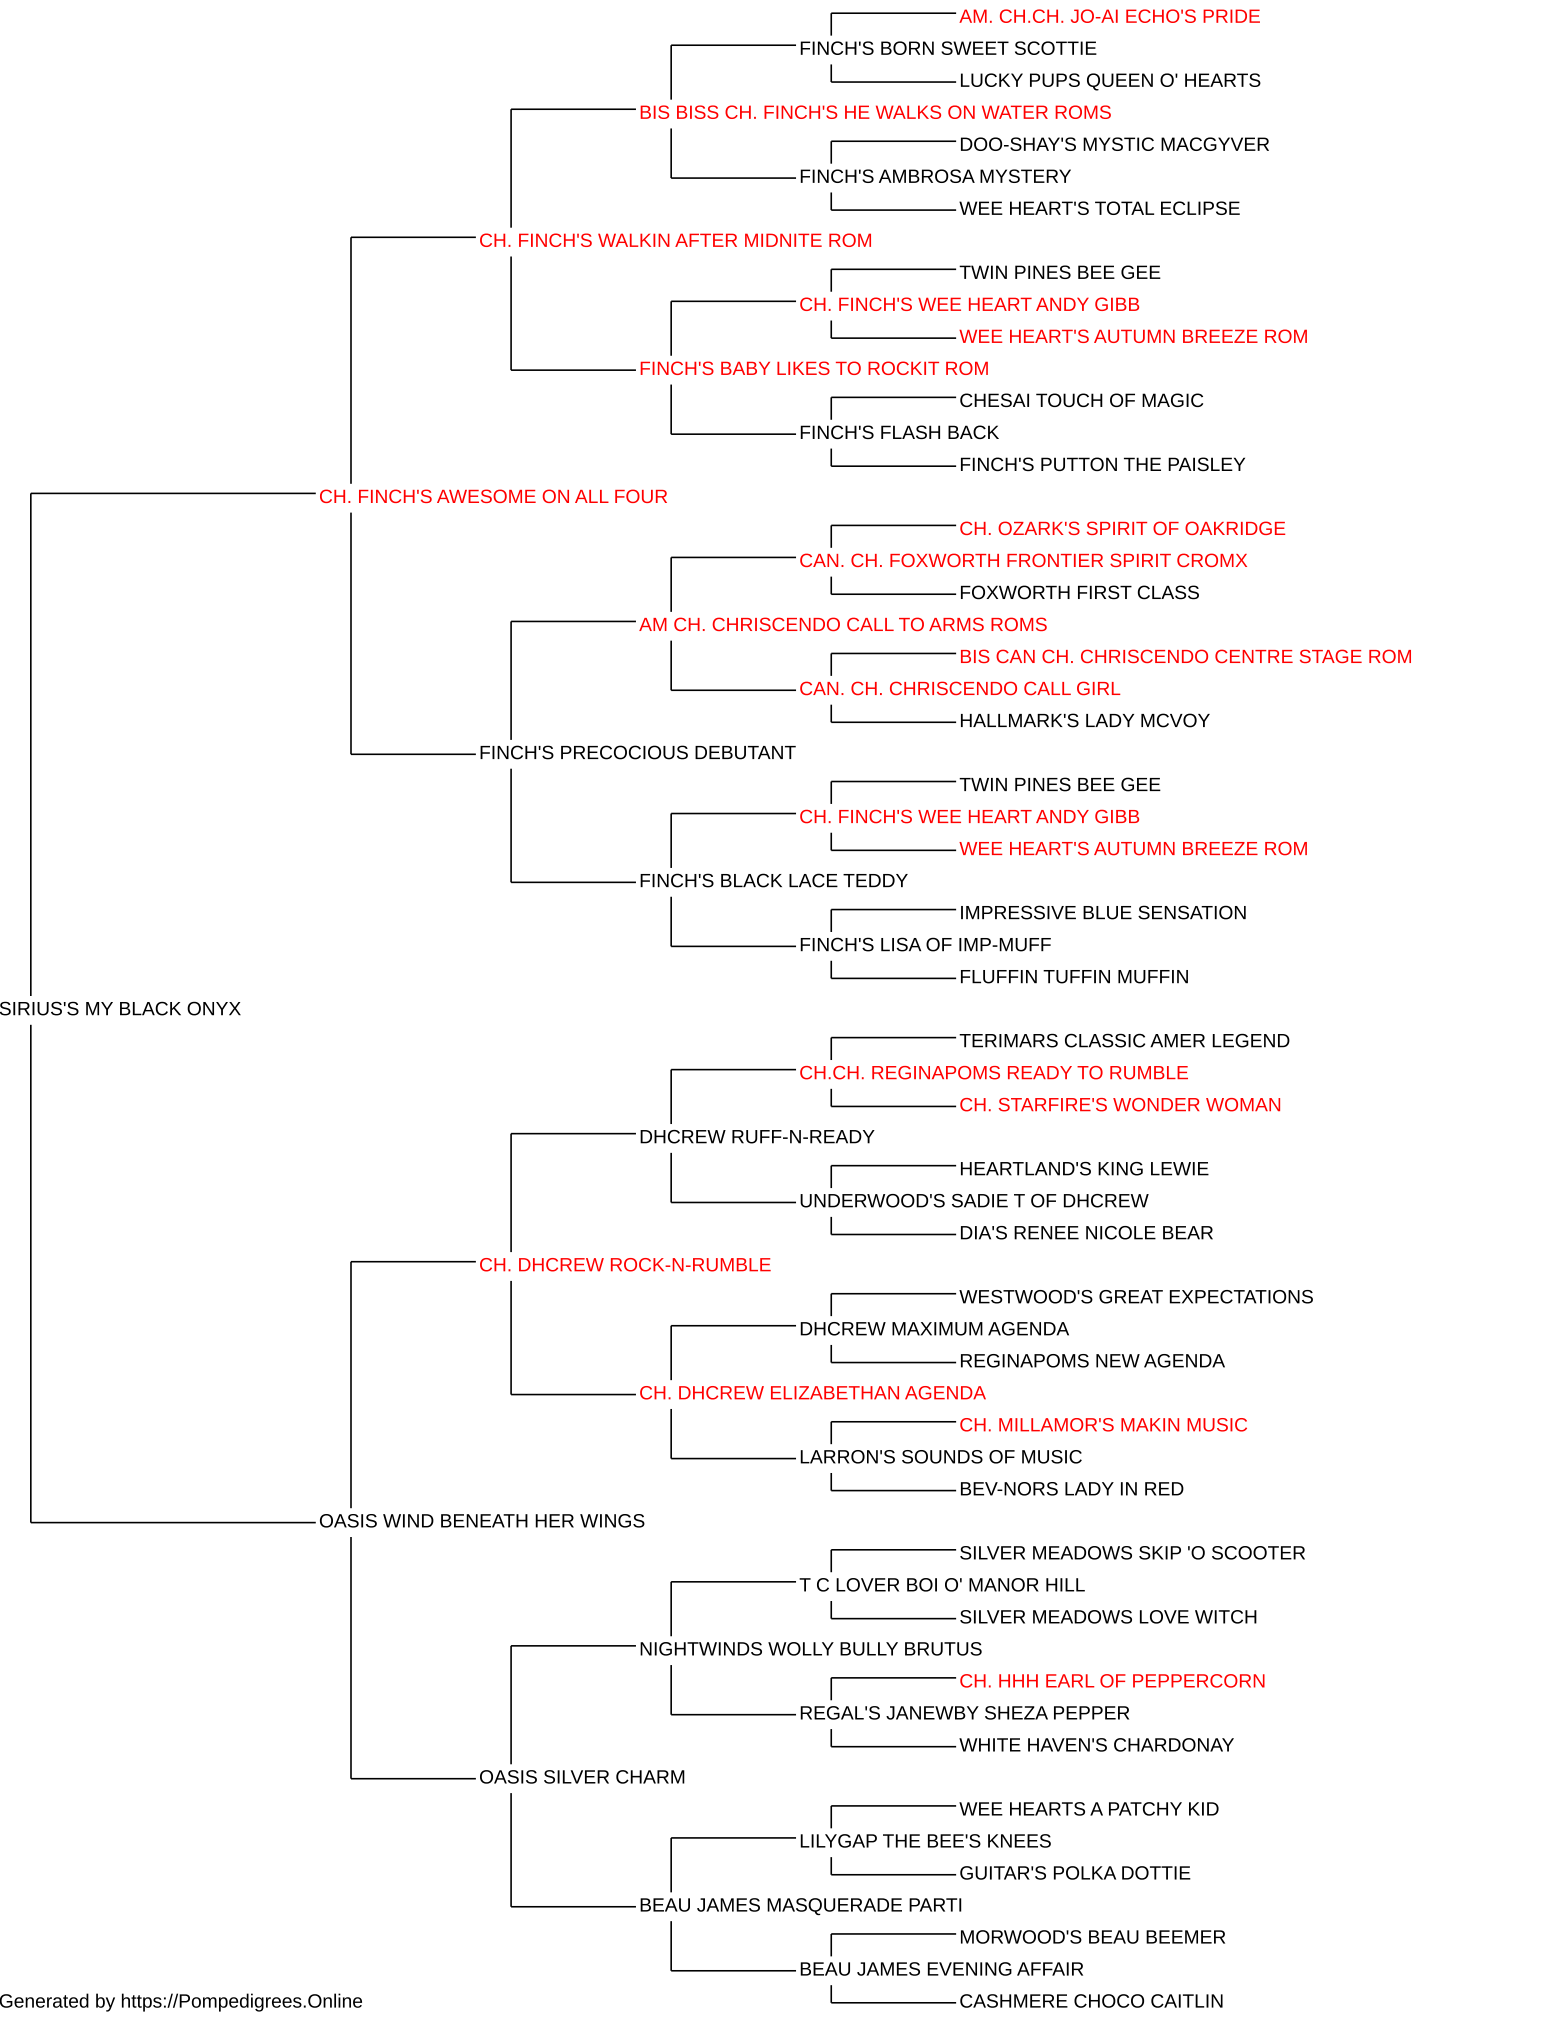 AM. CH.CH. JO-AI ECHO'S PRIDE
FINCH'S BORN SWEET SCOTTIE
LUCKY PUPS QUEEN O' HEARTS
BIS BISS CH. FINCH'S HE WALKS ON WATER ROMS
DOO-SHAY'S MYSTIC MACGYVER
FINCH'S AMBROSA MYSTERY
WEE HEART'S TOTAL ECLIPSE
CH. FINCH'S WALKIN AFTER MIDNITE ROM
TWIN PINES BEE GEE
CH. FINCH'S WEE HEART ANDY GIBB
WEE HEART'S AUTUMN BREEZE ROM
FINCH'S BABY LIKES TO ROCKIT ROM
CHESAI TOUCH OF MAGIC
FINCH'S FLASH BACK
FINCH'S PUTTON THE PAISLEY
CH. FINCH'S AWESOME ON ALL FOUR
CH. OZARK'S SPIRIT OF OAKRIDGE
CAN. CH. FOXWORTH FRONTIER SPIRIT CROMX
FOXWORTH FIRST CLASS
AM CH. CHRISCENDO CALL TO ARMS ROMS
BIS CAN CH. CHRISCENDO CENTRE STAGE ROM
CAN. CH. CHRISCENDO CALL GIRL
HALLMARK'S LADY MCVOY
FINCH'S PRECOCIOUS DEBUTANT
TWIN PINES BEE GEE
CH. FINCH'S WEE HEART ANDY GIBB
WEE HEART'S AUTUMN BREEZE ROM
FINCH'S BLACK LACE TEDDY
IMPRESSIVE BLUE SENSATION
FINCH'S LISA OF IMP-MUFF
FLUFFIN TUFFIN MUFFIN
SIRIUS'S MY BLACK ONYX
TERIMARS CLASSIC AMER LEGEND
CH.CH. REGINAPOMS READY TO RUMBLE
CH. STARFIRE'S WONDER WOMAN
DHCREW RUFF-N-READY
HEARTLAND'S KING LEWIE
UNDERWOOD'S SADIE T OF DHCREW
DIA'S RENEE NICOLE BEAR
CH. DHCREW ROCK-N-RUMBLE
WESTWOOD'S GREAT EXPECTATIONS
DHCREW MAXIMUM AGENDA
REGINAPOMS NEW AGENDA
CH. DHCREW ELIZABETHAN AGENDA
CH. MILLAMOR'S MAKIN MUSIC
LARRON'S SOUNDS OF MUSIC
BEV-NORS LADY IN RED
OASIS WIND BENEATH HER WINGS
SILVER MEADOWS SKIP 'O SCOOTER
T C LOVER BOI O' MANOR HILL
SILVER MEADOWS LOVE WITCH
NIGHTWINDS WOLLY BULLY BRUTUS
CH. HHH EARL OF PEPPERCORN
REGAL'S JANEWBY SHEZA PEPPER
WHITE HAVEN'S CHARDONAY
OASIS SILVER CHARM
WEE HEARTS A PATCHY KID
LILYGAP THE BEE'S KNEES
GUITAR'S POLKA DOTTIE
BEAU JAMES MASQUERADE PARTI
MORWOOD'S BEAU BEEMER
BEAU JAMES EVENING AFFAIR
CASHMERE CHOCO CAITLIN
Generated by https://Pompedigrees.Online